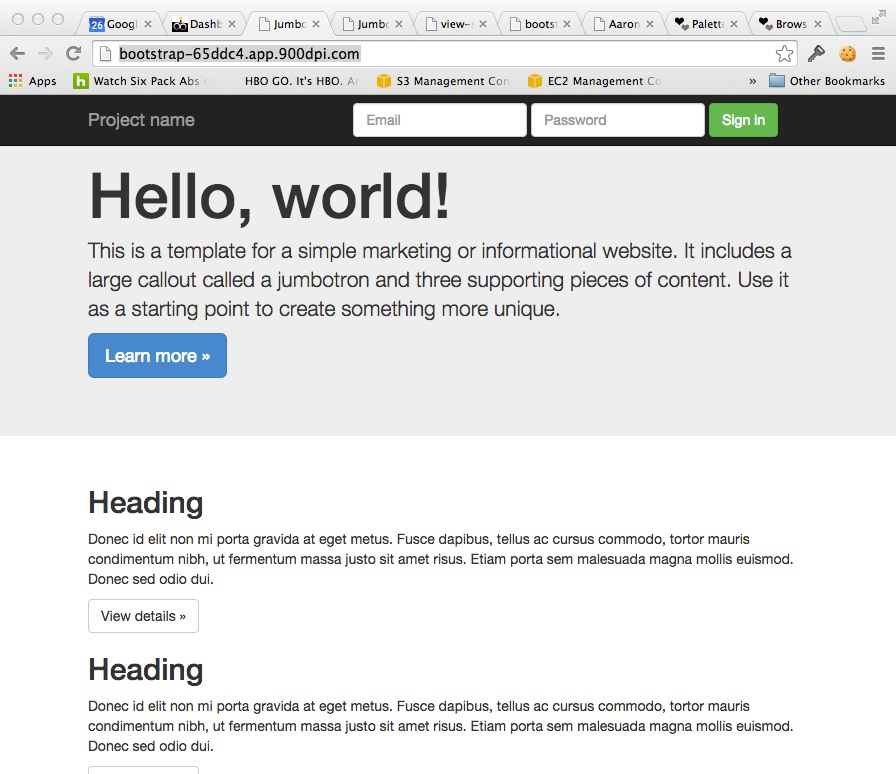 26 Googl Dashb Jumbo Jumbo view-s bootst Aaron Palett Brows
bootstrap-65ddc4.app.900dpi.com
Apps h Watch Six Pack Abs HBO GO. It's HBO. S3 Management Con EC2 Management Co » Other Bookmarks
Project name Email Password Sign in
Hello, world!
This is a template for a simple marketing or informational website. It includes a
large callout called a jumbotron and three supporting pieces of content. Use it
as a starting point to create something more unique.
Learn more »
Heading
Donec id elit non mi porta gravida at eget metus. Fusce dapibus, tellus ac cursus commodo, tortor mauris
condimentum nibh, ut fermentum massa justo sit amet risus. Etiam porta sem malesuada magna mollis euismod.
Donec sed odio dui.
View details »
Heading
Donec id elit non mi porta gravida at eget metus. Fusce dapibus, tellus ac cursus commodo, tortor mauris
condimentum nibh, ut fermentum massa justo sit amet risus. Etiam porta sem malesuada magna mollis euismod.
Donec sed odio dui.